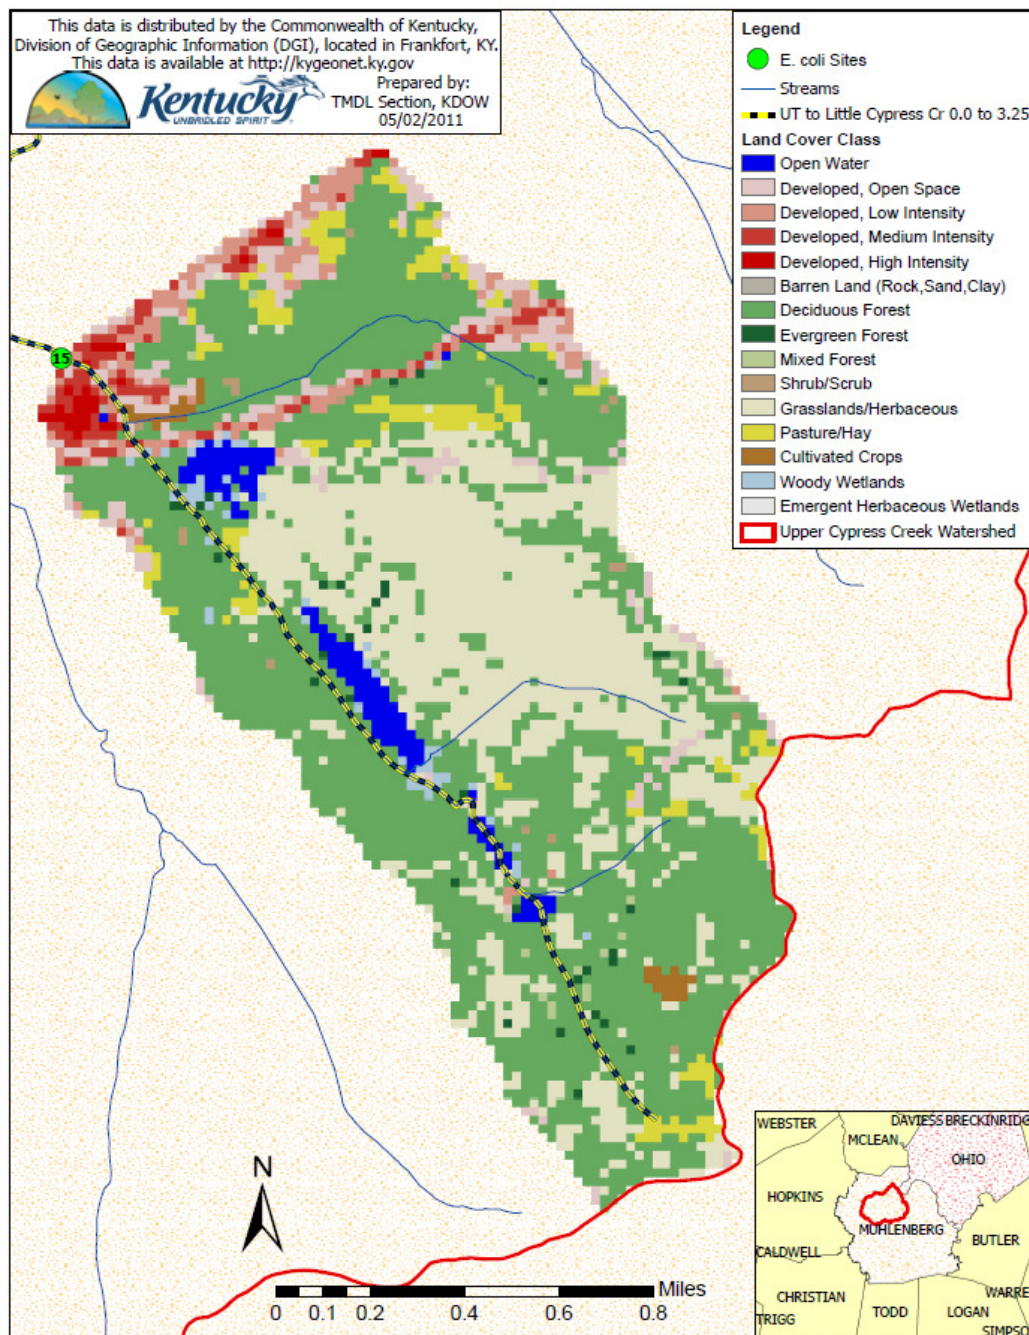 This data is distributed by the Commonwealth of Kentucky,
Division of Geographic Information (DGI), located in Frankfort, KY.
This data is available at http://kygeonet.ky.gov
Kentucky
UNBRIDLED SPIRIT
Prepared by:
TMDL Section, KDOW
05/02/2011
Legend
E. coli Sites
Streams
UT to Little Cypress Cr 0.0 to 3.25
Land Cover Class
Open Water
Developed, Open Space
Developed, Low Intensity
Developed, Medium Intensity
Developed, High Intensity
Barren Land (Rock,Sand,Clay)
Deciduous Forest
Evergreen Forest
Mixed Forest
Shrub/Scrub
Grasslands/Herbaceous
Pasture/Hay
Cultivated Crops
Woody Wetlands
Emergent Herbaceous Wetlands
Upper Cypress Creek Watershed
15
N
Miles
0 0.1 0.2 0.4 0.6 0.8
WEBSTER
DAVIESS BRECKINRIDG
MCLEAN
OHIO
HOPKINS
MUHLENBERG
BUTLER
CALDWELL
WARRE
CHRISTIAN
TRIGG
TODD
LOGAN
SIMPSO